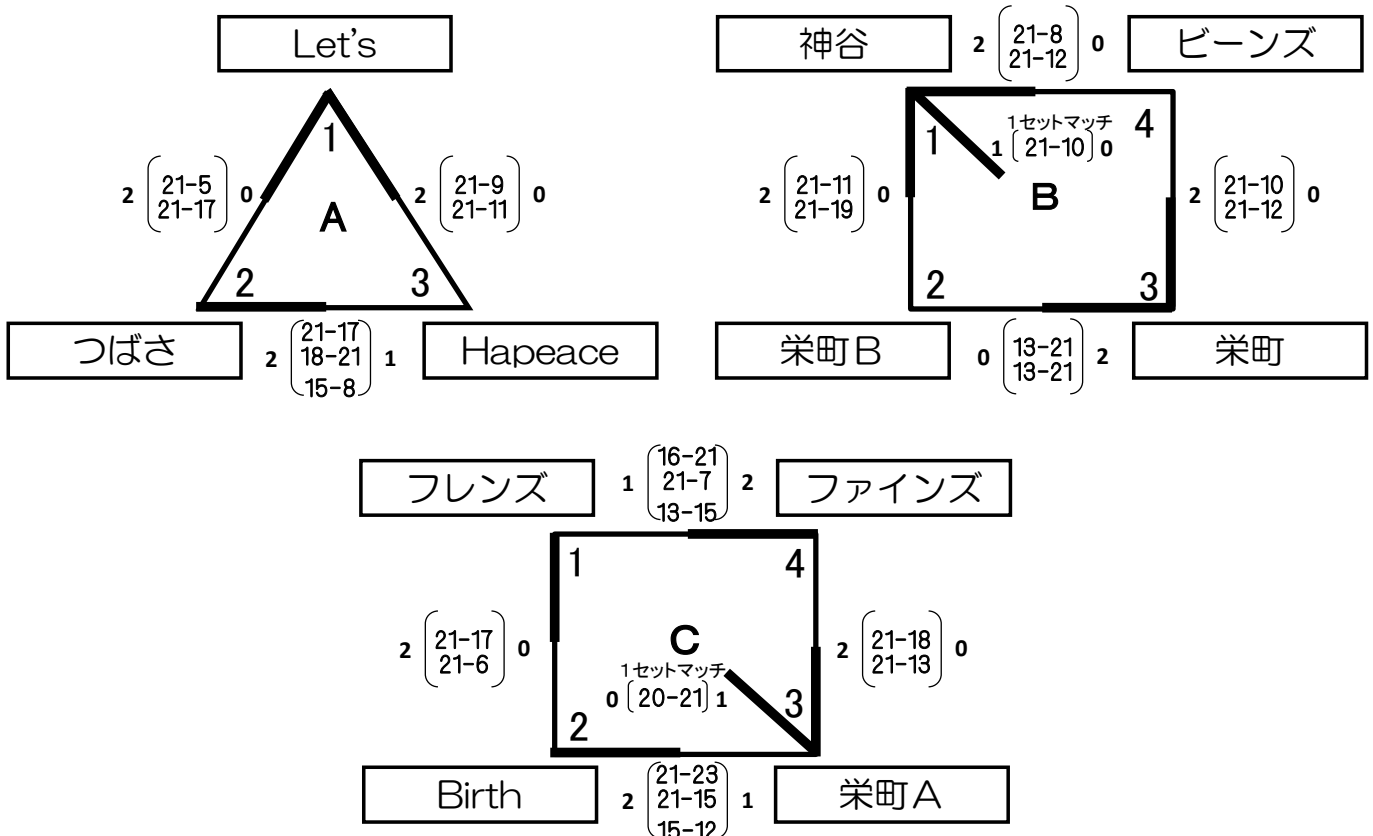 Let's
1
2 21-5 0
21-17
2 21-9 0
21-11
A
2
3
つばさ
2 21-17 1
18-21
15-8
Hapeace
神谷
2 21-8 0
21-12
ビーンズ
1
1セットマッチ
1 [21-10] 0
4
2 21-11 0
21-19
B
2 21-10 0
21-12
2
3
栄町B
0 13-21 2
13-21
栄町
フレンズ
1 16-21 2
21-7
13-15
ファインズ
1
4
2 21-17 0
21-6
C
1セットマッチ
0 [20-21] 1
2 21-18 0
21-13
2
3
Birth
2 21-23 1
21-15
15-12
栄町A